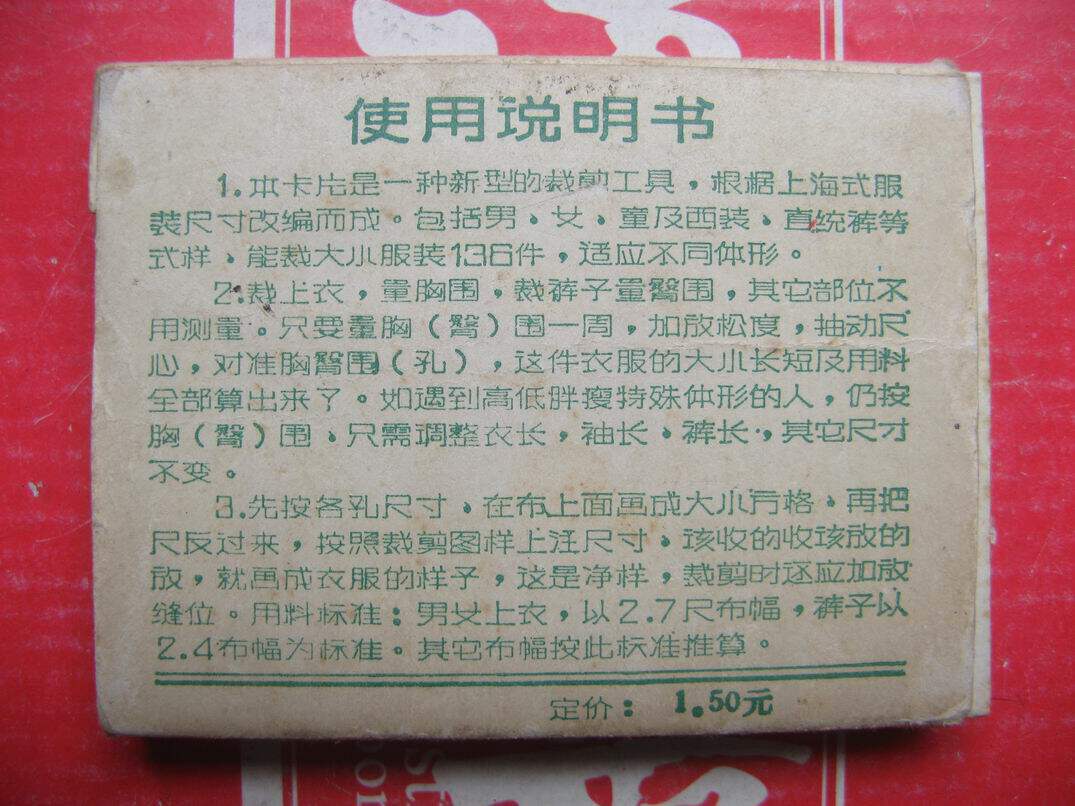 使用说明书
1.本卡片是一种新型的裁剪工具，根据上海式服
装尺寸改编而成。包括男、女、童及西装、直统裤等
式样、能裁大小服装136件，适应不同体形。
2.裁上衣，量胸围，裁裤子量臀围，其它部位不
用测量。只要量胸（臀）围一周，加放松度，抽动尺
心，对准胸臀围（孔），这件衣服的大小长短及用料
全部算出来了。如遇到高低胖瘦特殊体形的人，仍按
胸（臀）围、只需调整衣长，袖长、裤长，其它尺寸
不变。
3.先按各孔尺寸、在布上面画成大小方格、再把
尺反过来，按照裁剪图样上注尺寸、该收的收该放的
放，就画成衣服的样子，这是净样，裁剪时还应加放
缝位。用料标准：男女上衣，以2.7尺布幅，裤子以
2.4布幅为标准。其它布幅按此标准推算。
定价：1.50元